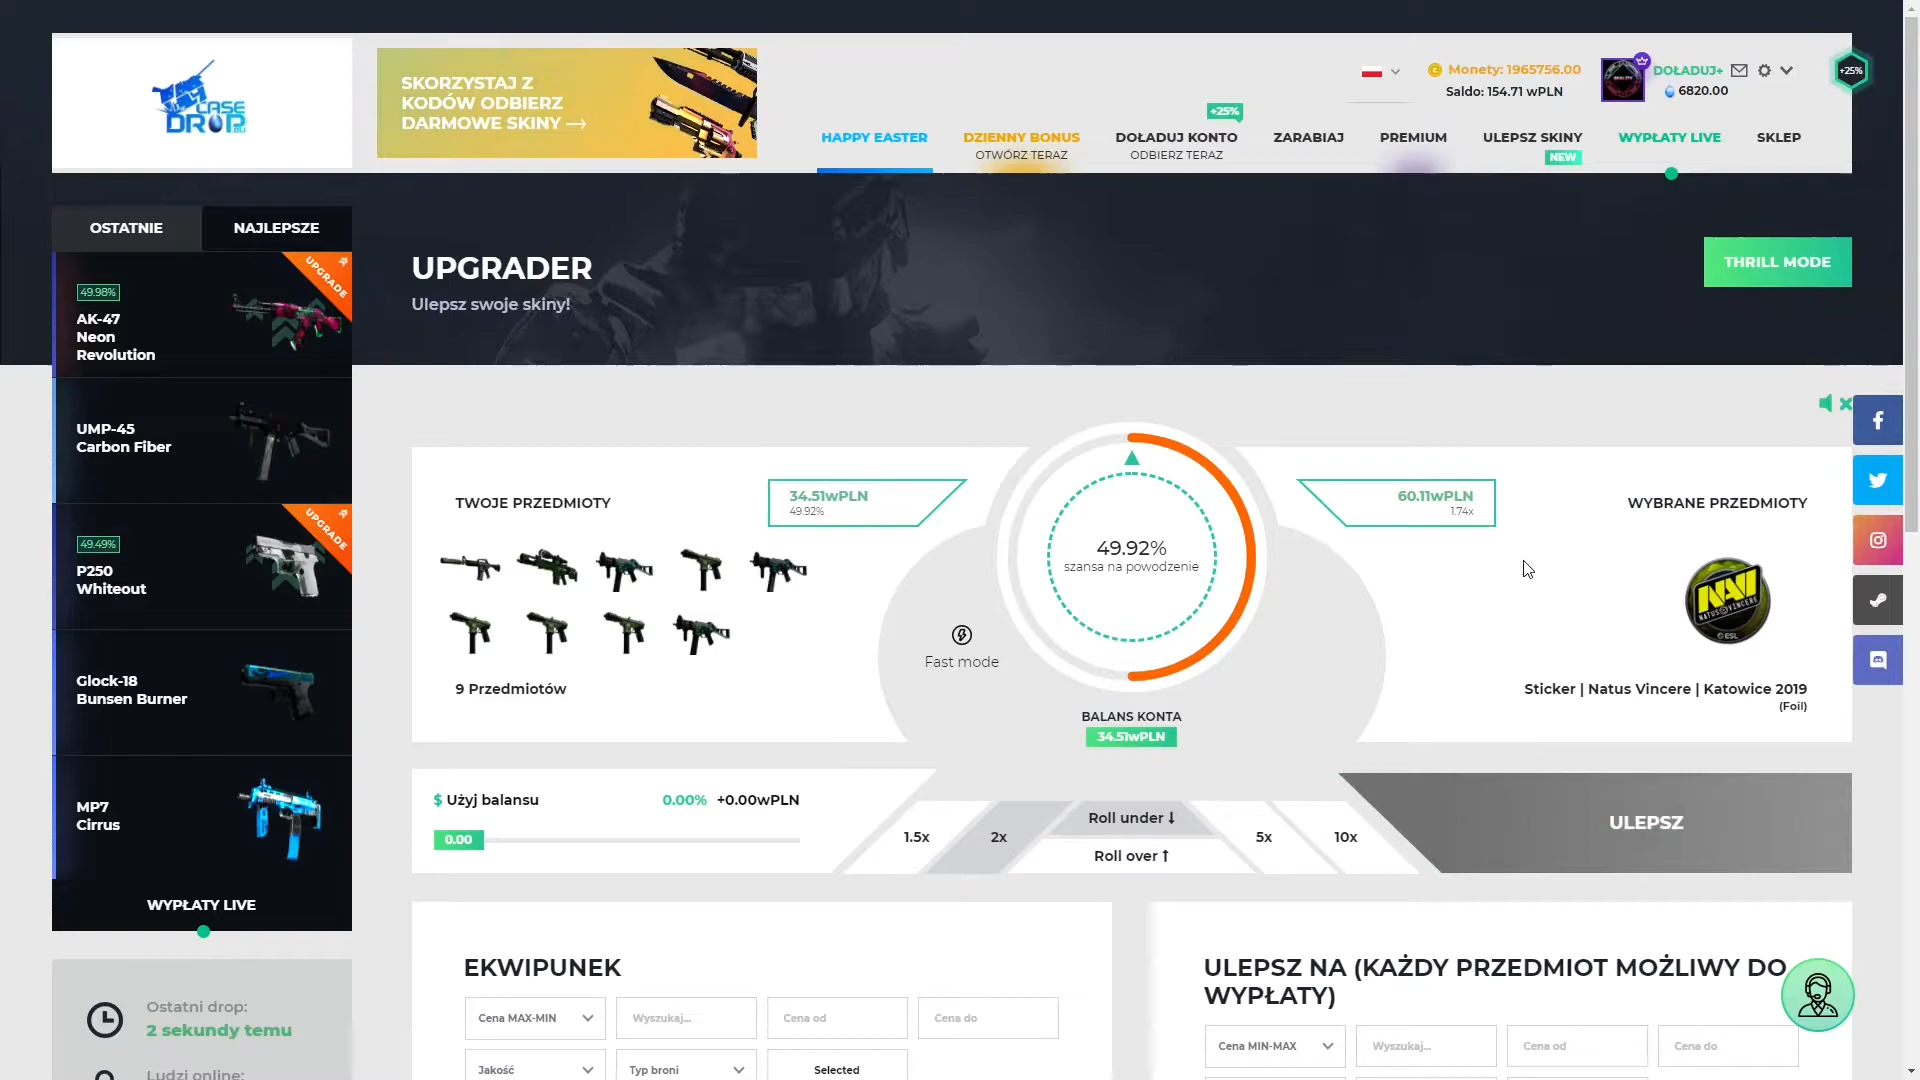 CASE
DROP
SKORZYSTAJ Z
KODÓW ODBIERZ
DARMOWE SKINY →
Monety: 1965756.00
Saldo: 154.71 wPLN
DOŁADUJ+
6820.00
+25%
+25%
HAPPY EASTER
DZIENNY BONUS
OTWÓRZ TERAZ
DOŁADUJ KONTO
ODBIERZ TERAZ
ZARABIAJ
PREMIUM
ULEPSZ SKINY
NEW
WYPŁATY LIVE
SKLEP
OSTATNIE
NAJLEPSZE
UPGRADE
49.98%
AK-47
Neon
Revolution
UMP-45
Carbon Fiber
UPGRADE
49.49%
P250
Whiteout
Glock-18
Bunsen Burner
MP7
Cirrus
WYPŁATY LIVE
Ostatni drop:
2 sekundy temu
Ludzi online:
UPGRADER
Ulepsz swoje skiny!
THRILL MODE
TWOJE PRZEDMIOTY
34.51wPLN
49.92%
49.92%
szansa na powodzenie
60.11wPLN
1.74x
WYBRANE PRZEDMIOTY
NAVI
NATUS VINCERE
ESL
Fast mode
9 Przedmiotów
Sticker | Natus Vincere | Katowice 2019
(Foil)
BALANS KONTA
34.51wPLN
$ Użyj balansu
0.00% +0.00wPLN
0.00
1.5x
2x
Roll under ↓
Roll over ↑
5x
10x
ULEPSZ
EKWIPUNEK
Cena MAX-MIN
Wyszukaj...
Cena od
Cena do
Jakość
Typ broni
Selected
ULEPSZ NA (KAŻDY PRZEDMIOT MOŻLIWY DO
WYPŁATY)
Cena MIN-MAX
Wyszukaj...
Cena od
Cena do